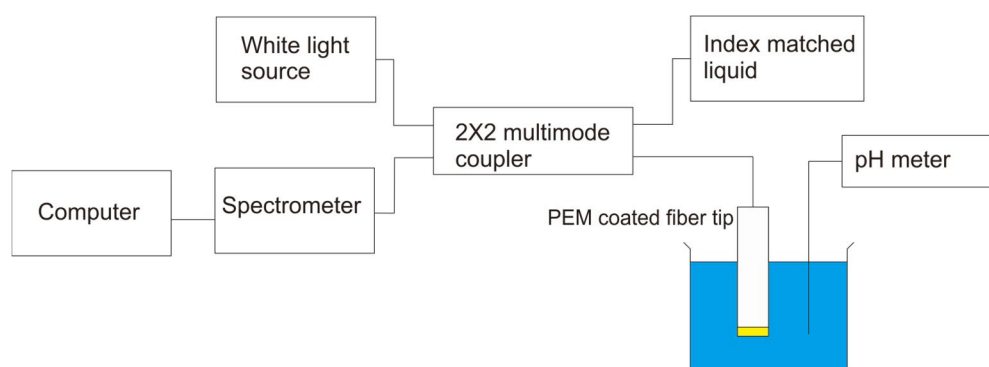 White light
source
Index matched
liquid
2X2 multimode
coupler
pH meter
Computer
Spectrometer
PEM coated fiber tip